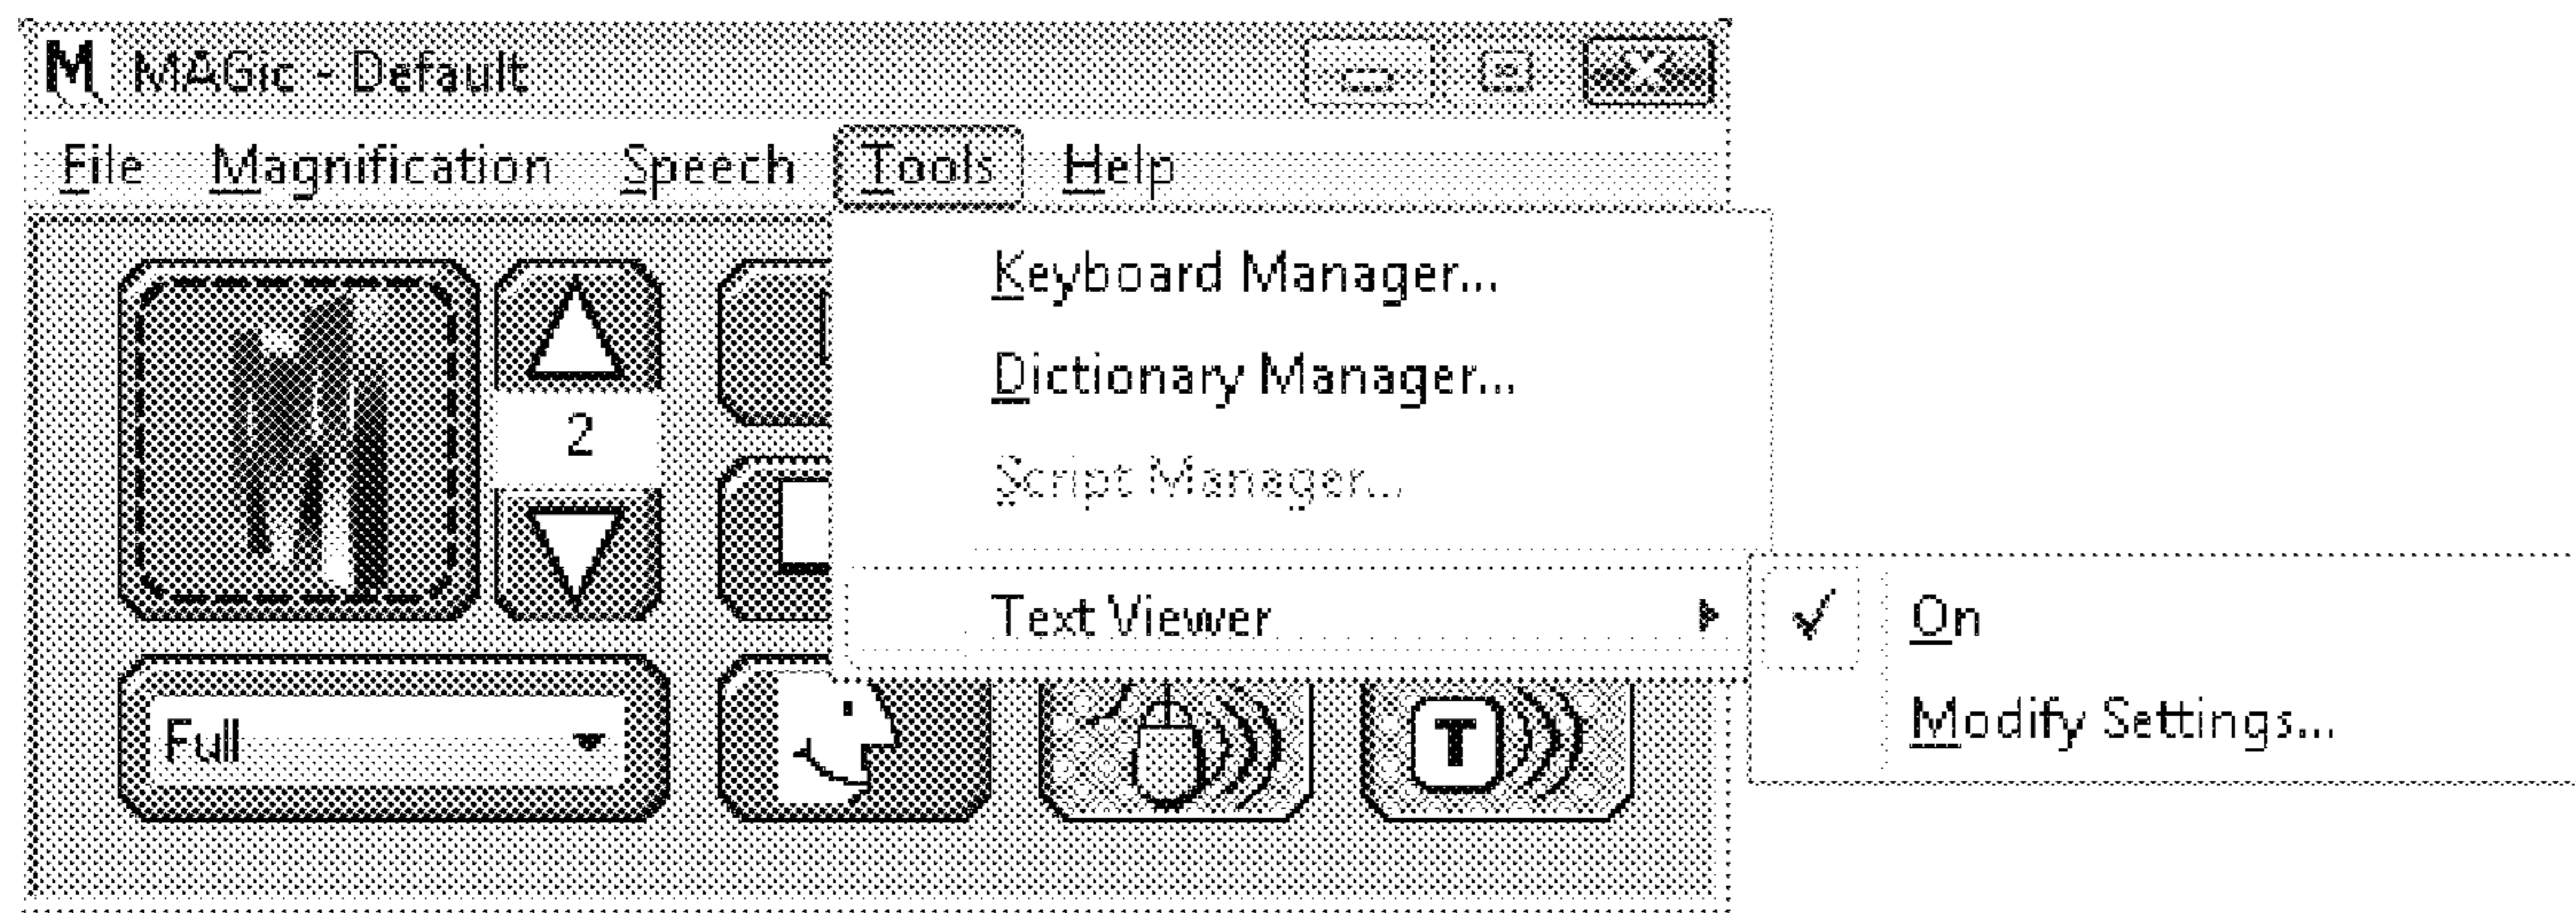 M MAGic - Default
File Magnification Speech Tools Help
Keyboard Manager...
Dictionary Manager...
2
Script Manager...
Text Viewer On
Modify Settings...
Full T